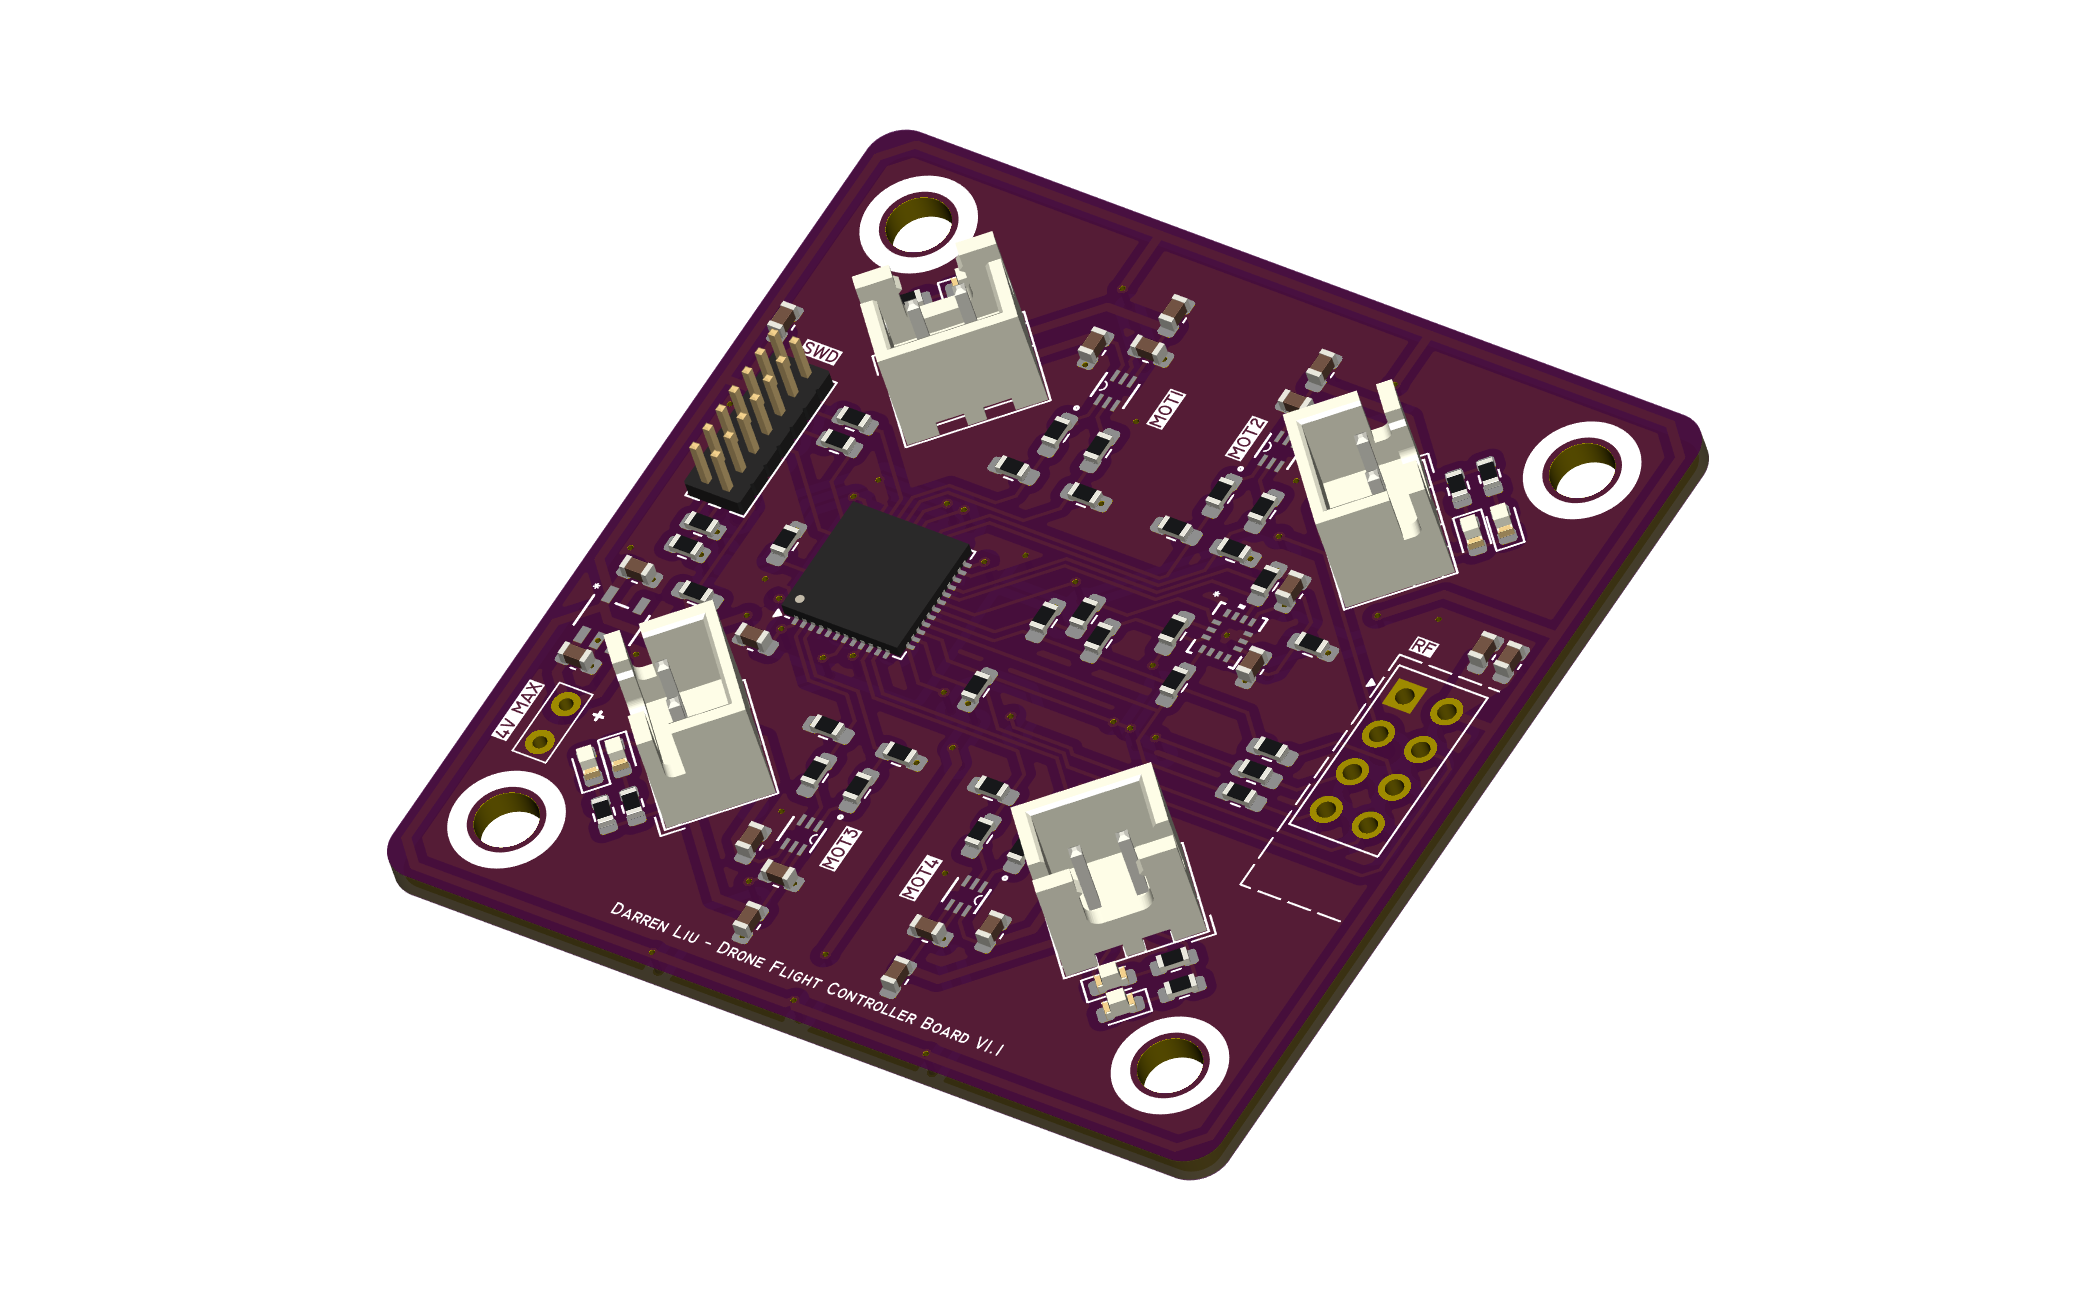 SWD
MOT1
MOT2
RF
4V MAX
+
MOT3
MOT4
DARREN LIU - DRONE FLIGHT CONTROLLER BOARD V1.1